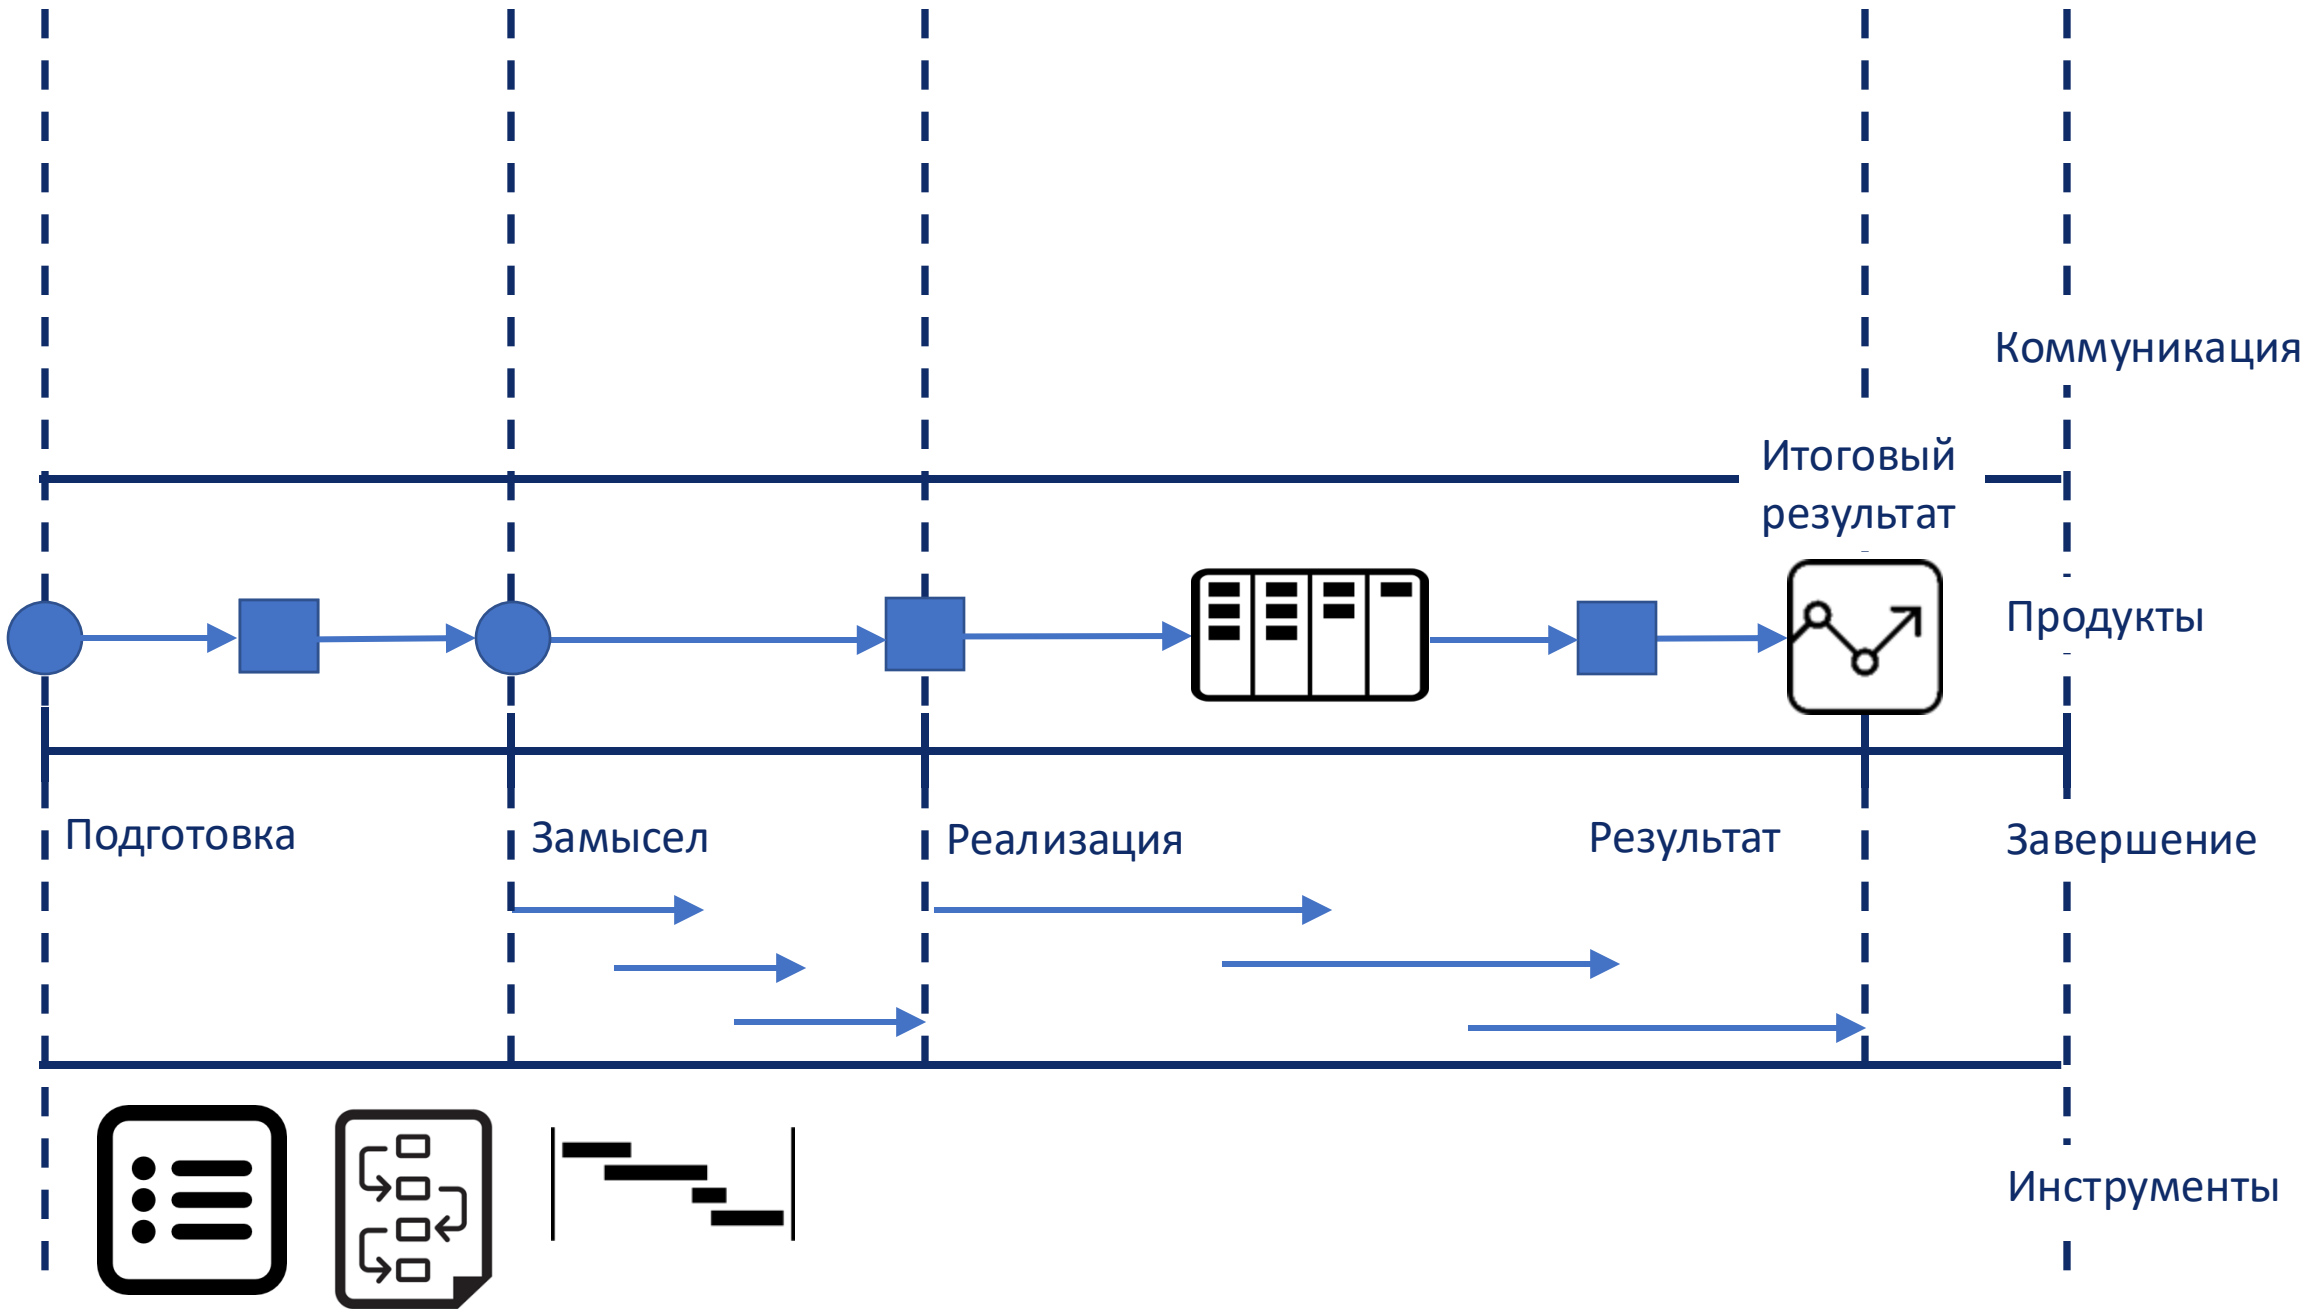 Коммуникация
Итоговый
результат
Продукты
Подготовка
Замысел
Реализация
Результат
Завершение
Инструменты